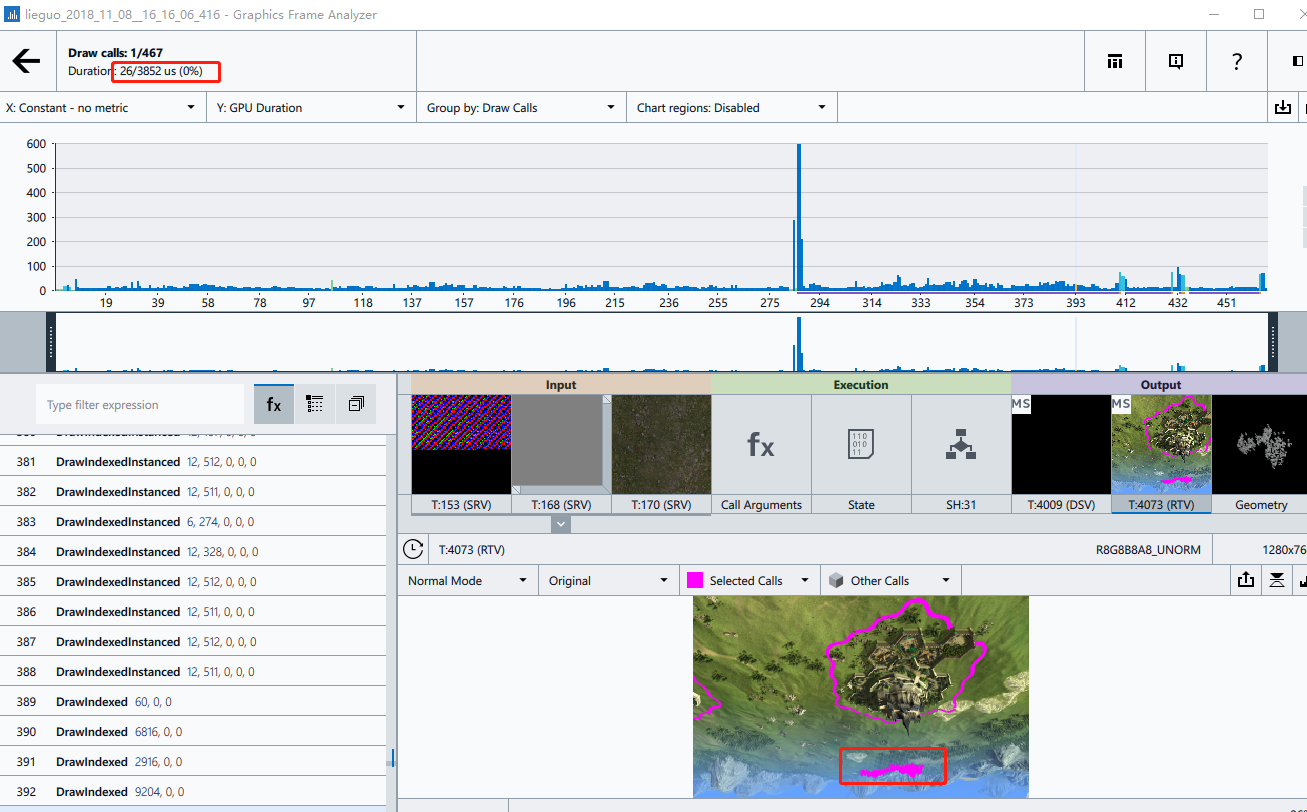 lieguo_2018_11_08__16_16_06_416 - Graphics Frame Analyzer
Draw calls: 1/467
Duration: 26/3852 us (0%)
?
X: Constant - no metric
Y: GPU Duration
Group by: Draw Calls
Chart regions: Disabled
600
500
400
300
200
100
0
19 39 58 78 97 118 137 157 176 196 215 236 255 275 294 314 333 354 373 393 412 432 451
Type filter expression
fx
Input
Execution
Output
MS
MS
fx
110
010
11
T:153 (SRV)
T:168 (SRV)
T:170 (SRV)
Call Arguments
State
SH:31
T:4009 (DSV)
T:4073 (RTV)
Geometry
T:4073 (RTV)
R8G8B8A8_UNORM
1280x76
Normal Mode
Original
Selected Calls
Other Calls
381 DrawIndexedInstanced 12, 512, 0, 0, 0
382 DrawIndexedInstanced 12, 511, 0, 0, 0
383 DrawIndexedInstanced 6, 274, 0, 0, 0
384 DrawIndexedInstanced 12, 328, 0, 0, 0
385 DrawIndexedInstanced 12, 512, 0, 0, 0
386 DrawIndexedInstanced 12, 511, 0, 0, 0
387 DrawIndexedInstanced 12, 512, 0, 0, 0
388 DrawIndexedInstanced 12, 511, 0, 0, 0
389 DrawIndexed 60, 0, 0
390 DrawIndexed 6816, 0, 0
391 DrawIndexed 2916, 0, 0
392 DrawIndexed 9204, 0, 0